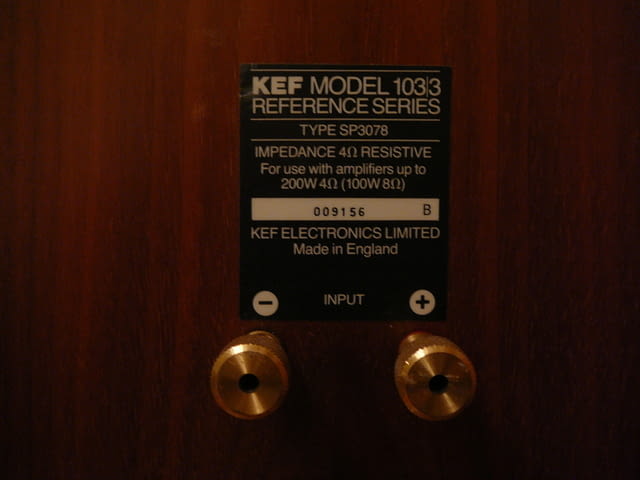 KEF MODEL 103/3
REFERENCE SERIES
TYPE SP3078
IMPEDANCE 4Ω RESISTIVE
For use with amplifiers up to
200W 4Ω (100W 8Ω)
009156 B
KEF ELECTRONICS LIMITED
Made in England
− INPUT +